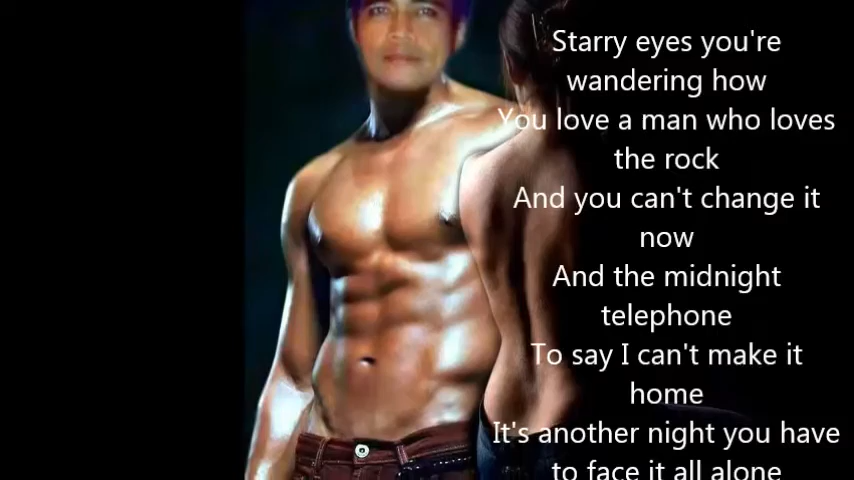 Starry eyes you're
wandering how
You love a man who loves
the rock
And you can't change it
now
And the midnight
telephone
To say I can't make it
home
It's another night you have
to face it all alone